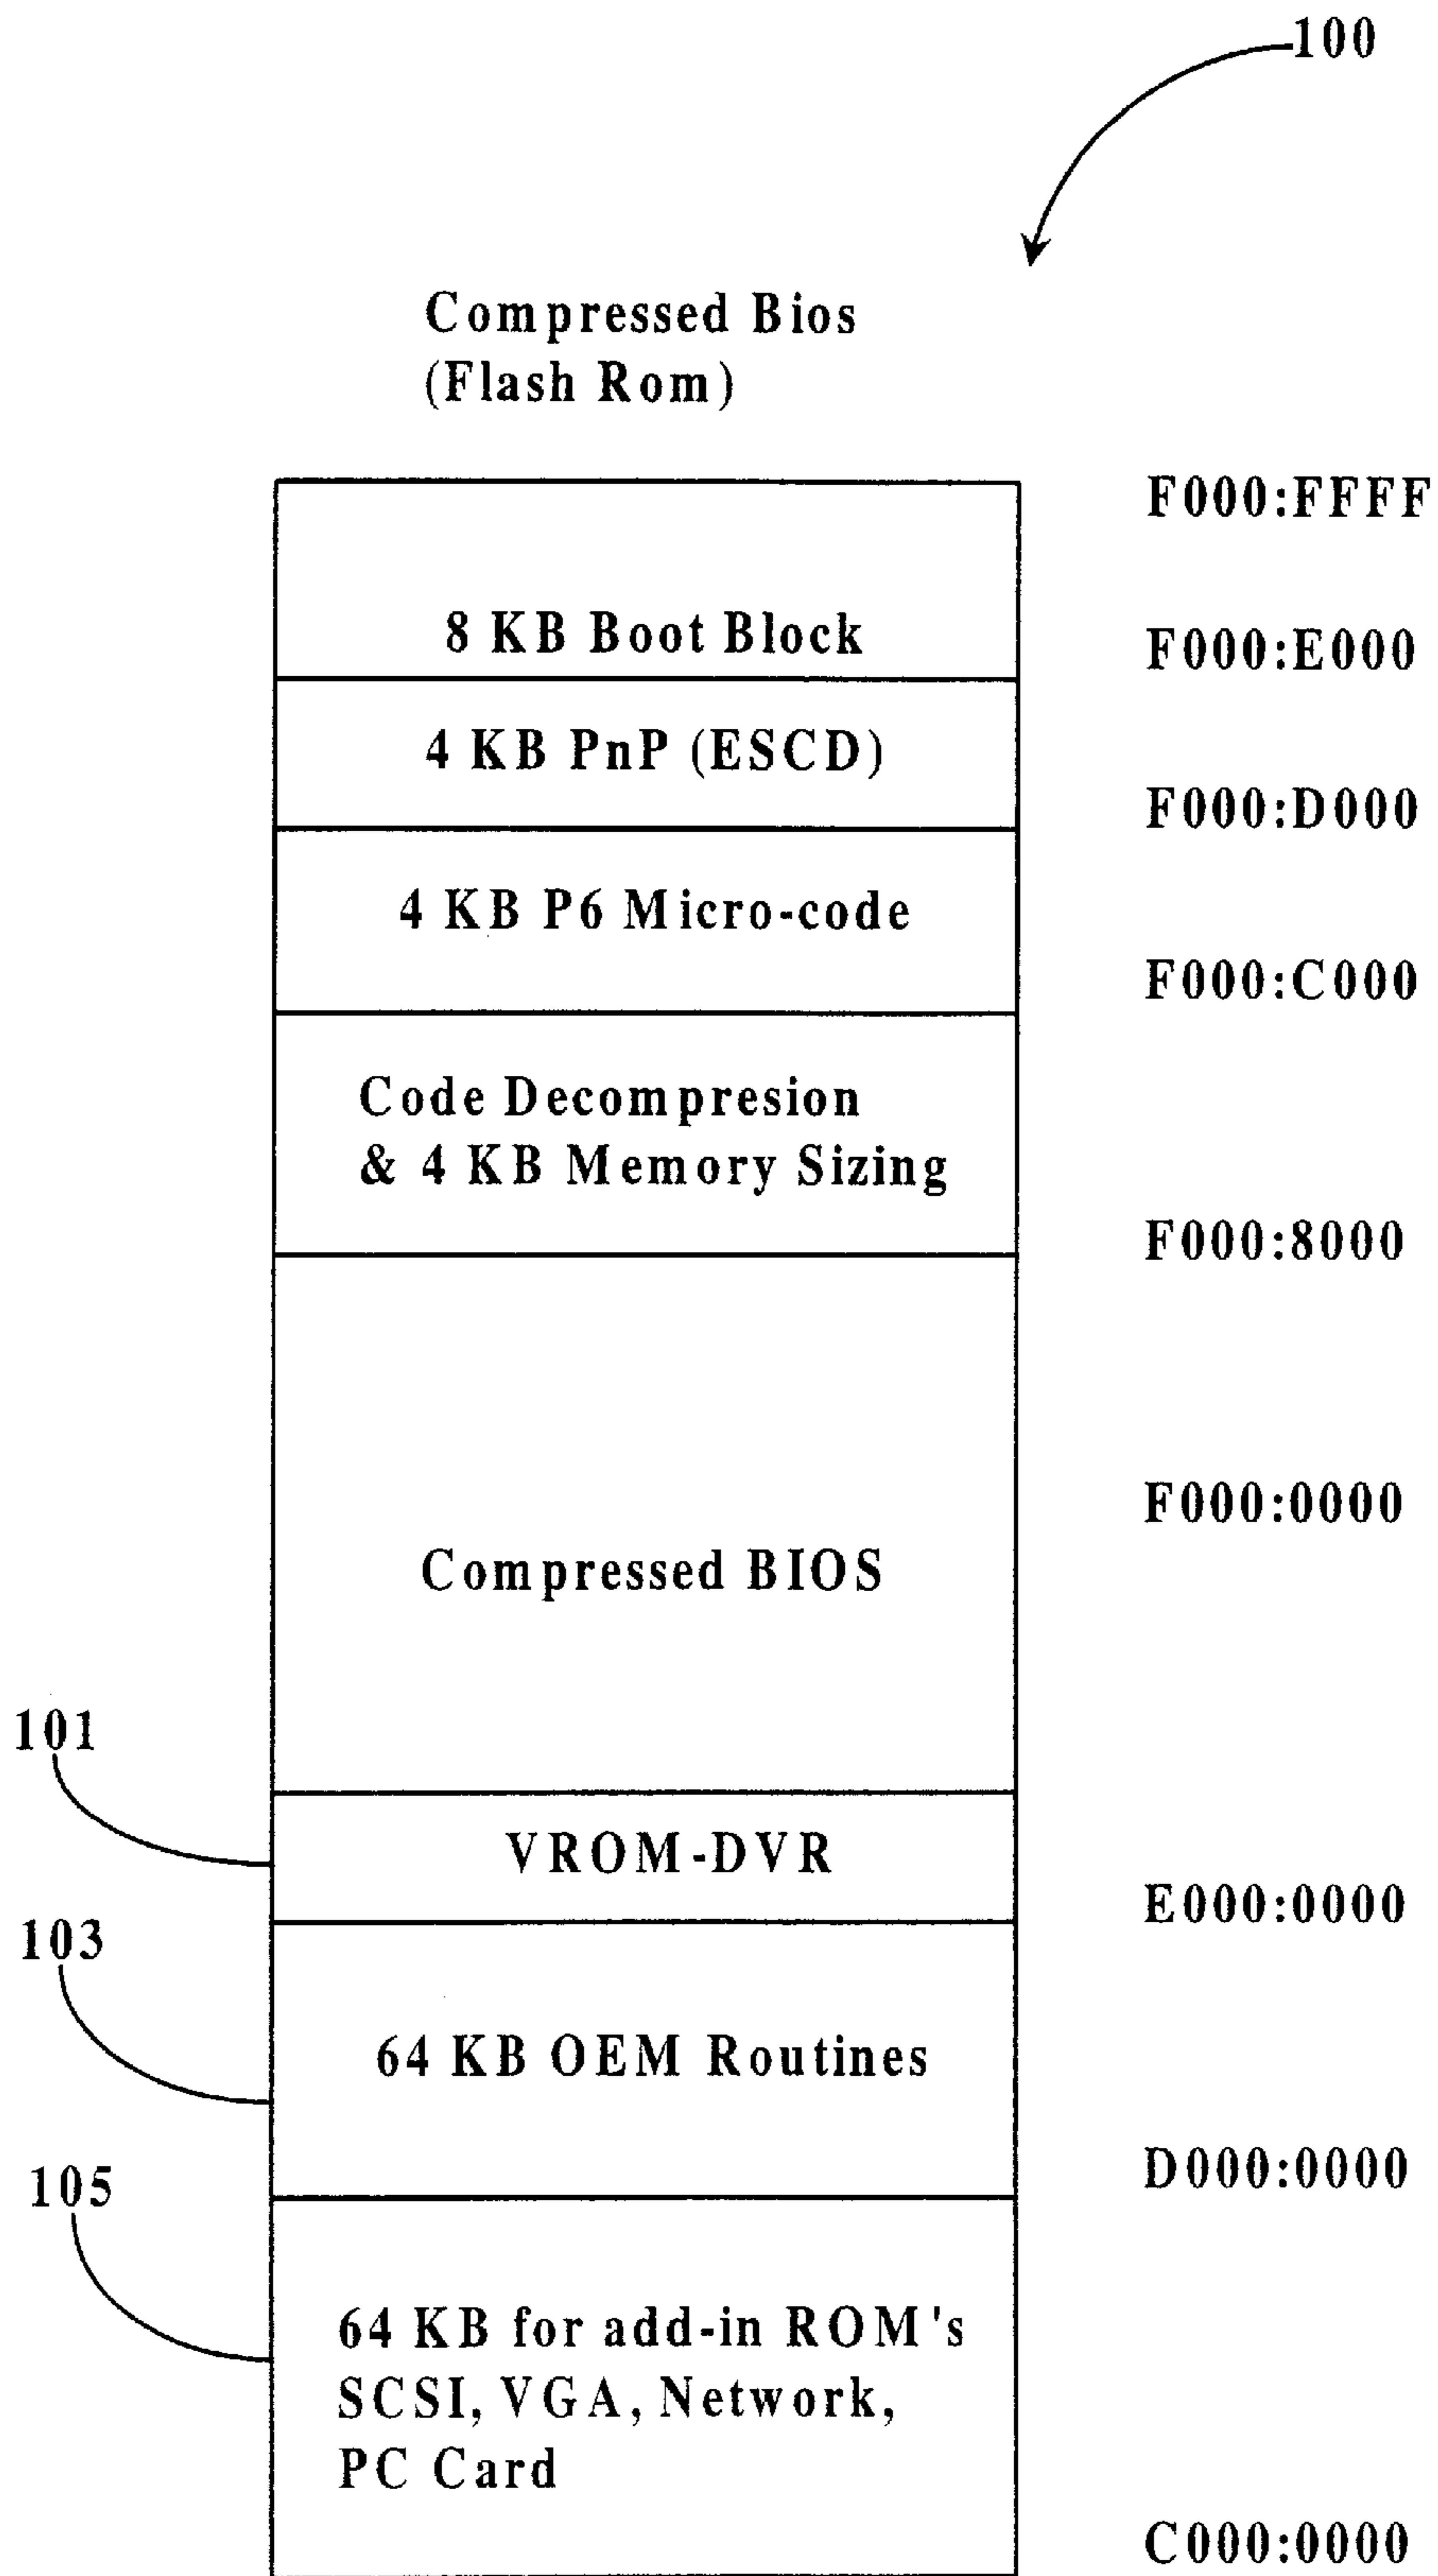 100
Compressed Bios
(Flash Rom)
F000:FFFF
8 KB Boot Block
F000:E000
4 KB PnP (ESCD)
F000:D000
4 KB P6 Micro-code
F000:C000
Code Decompresion
& 4 KB Memory Sizing
F000:8000
F000:0000
Compressed BIOS
101
VROM-DVR
E000:0000
103
64 KB OEM Routines
D000:0000
105
64 KB for add-in ROM's
SCSI, VGA, Network,
PC Card
C000:0000